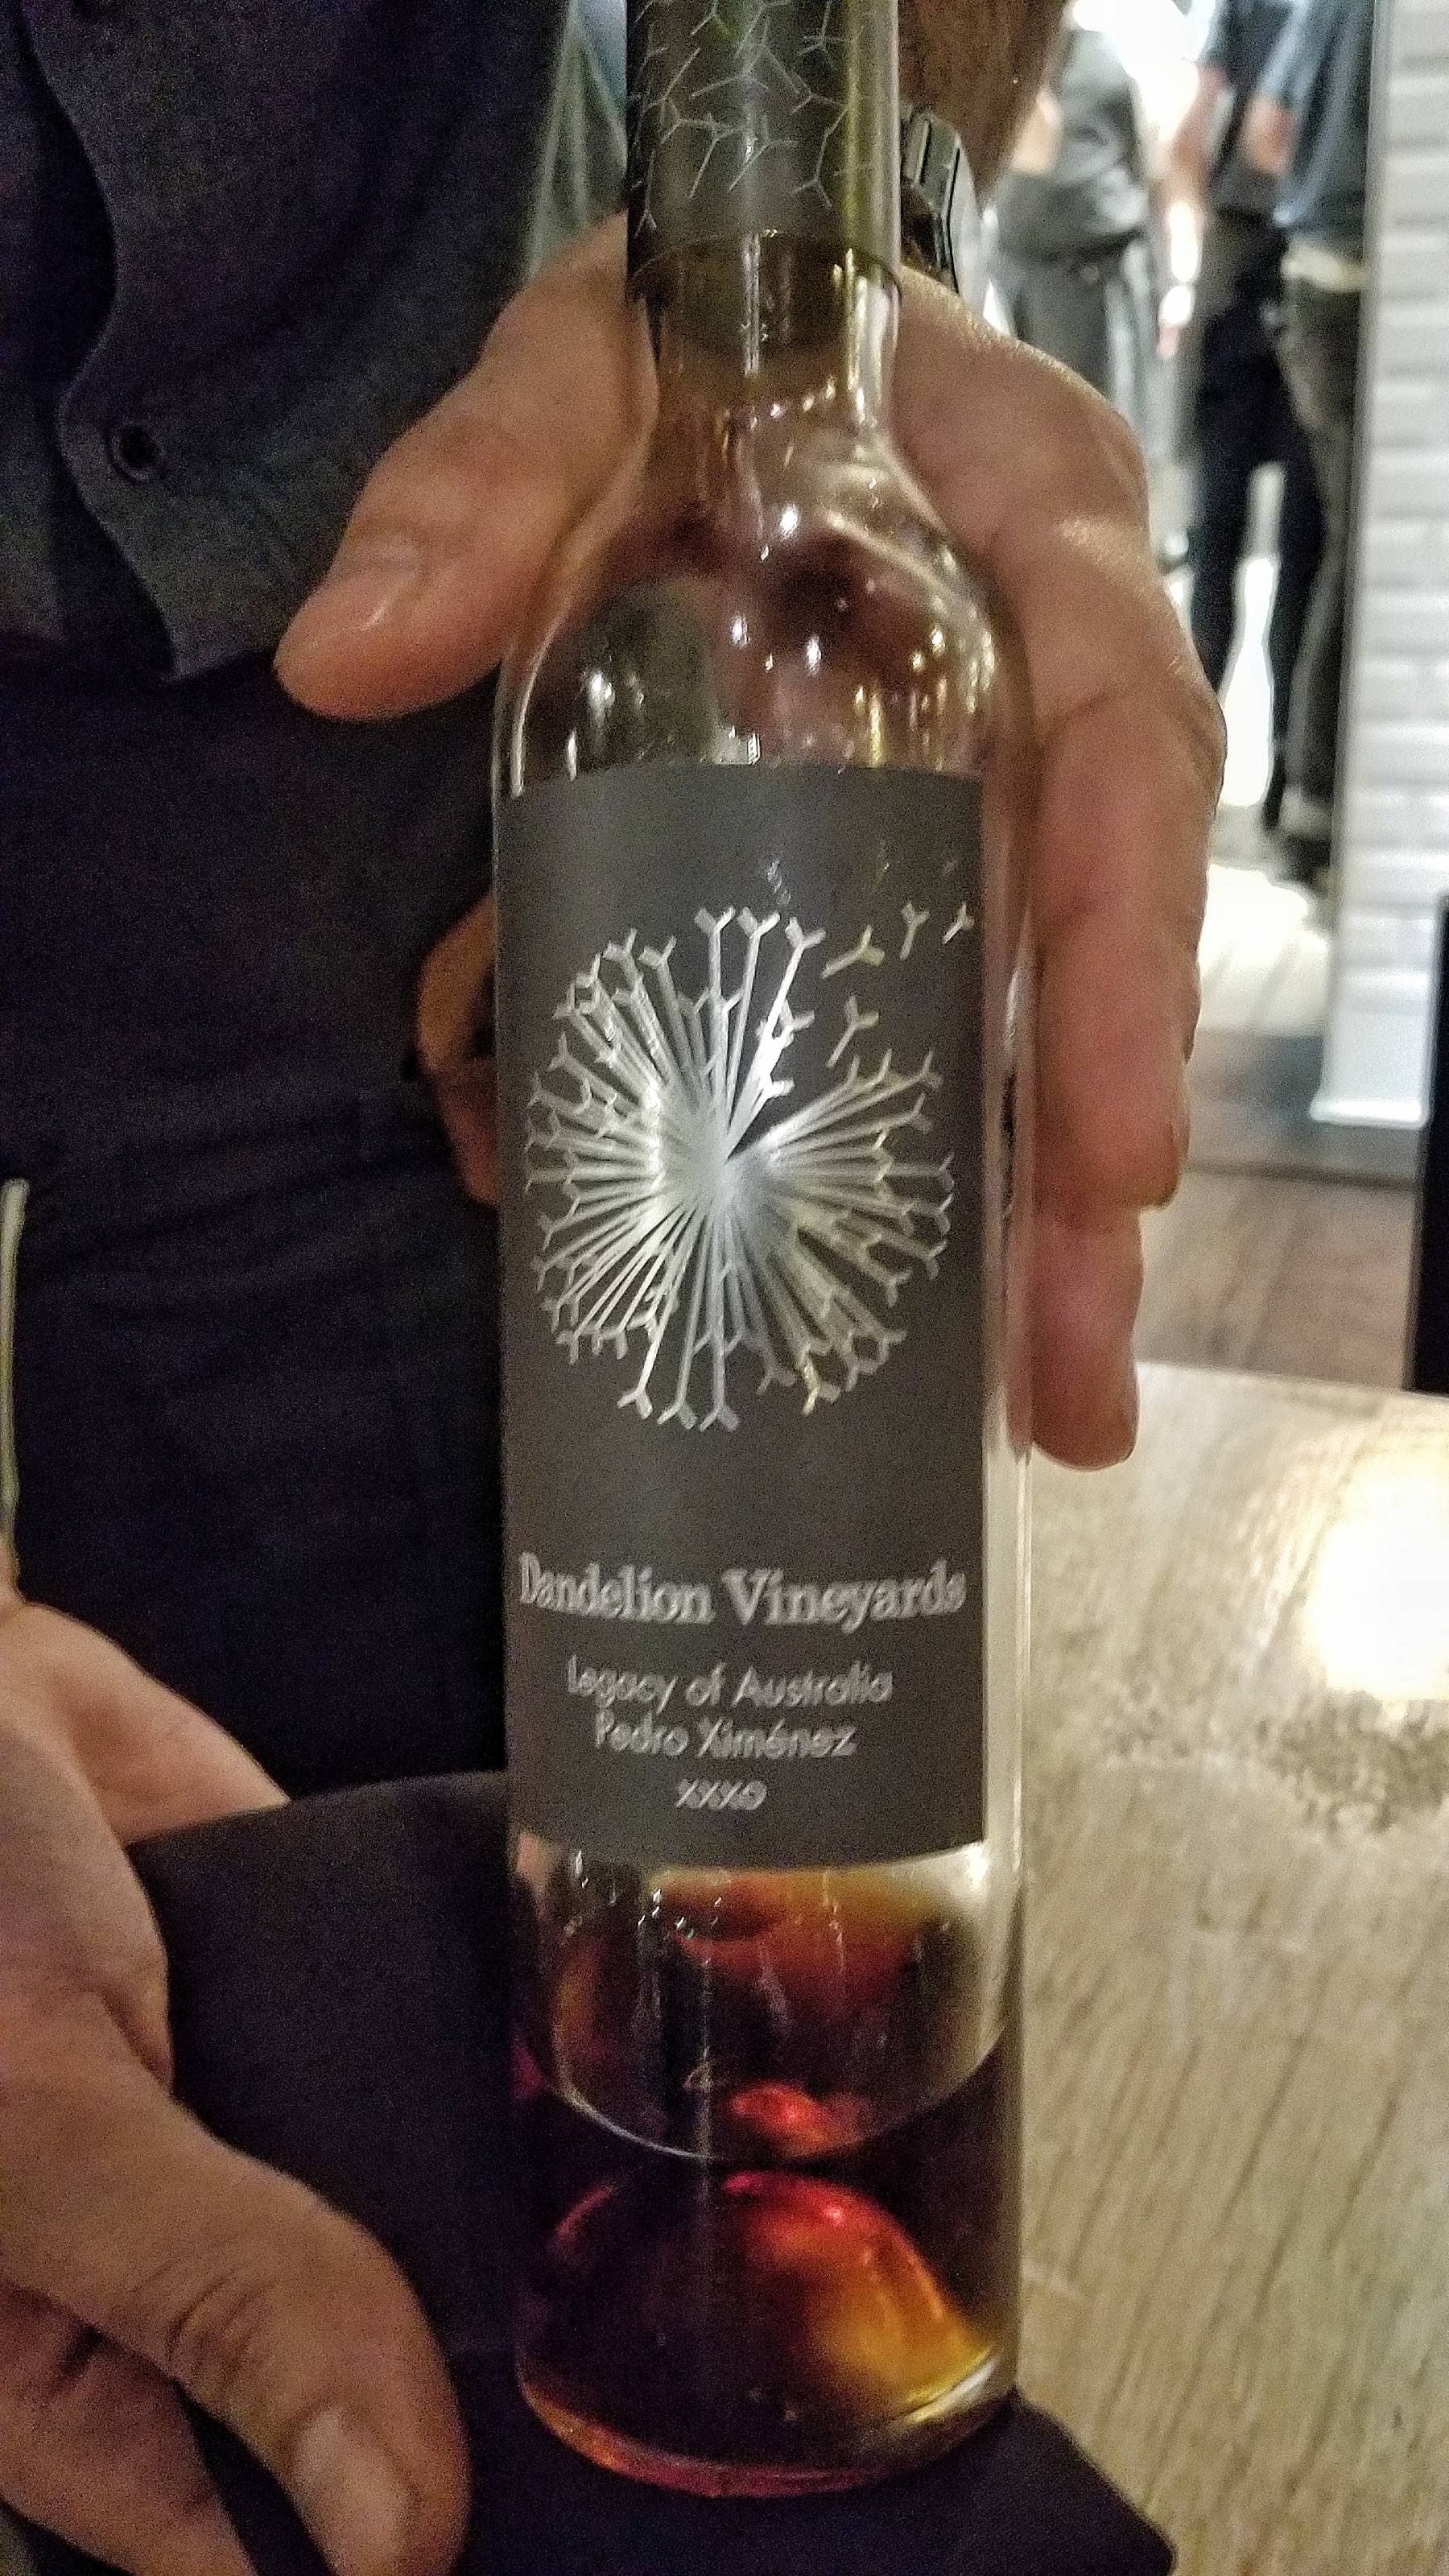 Dandelion Vineyards
Legacy of Australia
Pedro Ximénez
XXXO